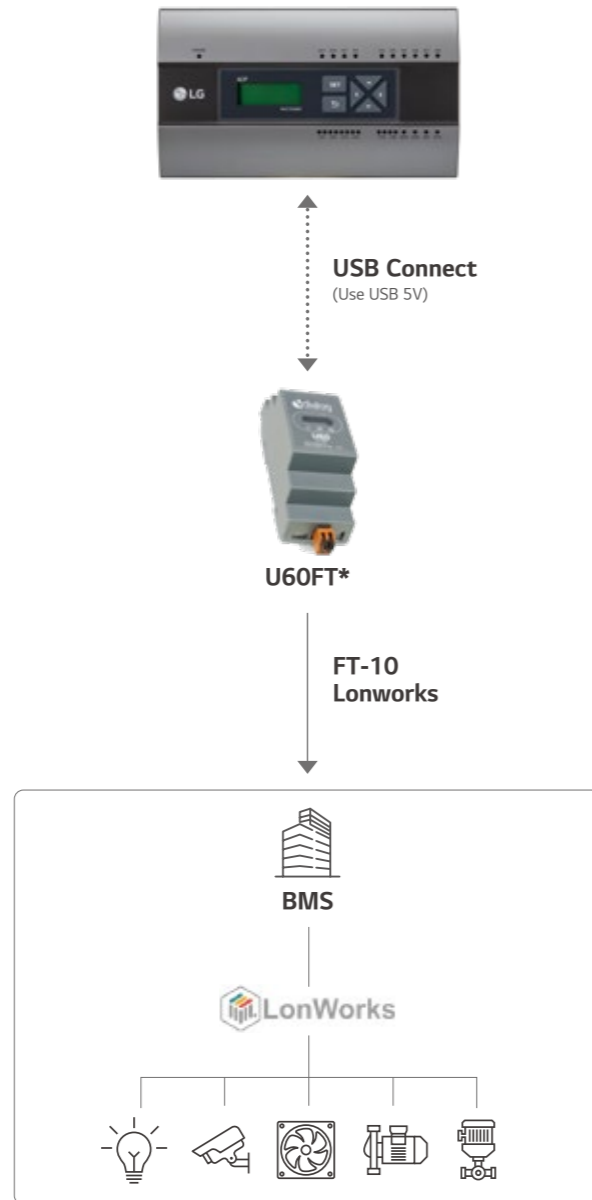 LG
USB Connect
(Use USB 5V)
U60FT*
FT-10
Lonworks
BMS
LonWorks